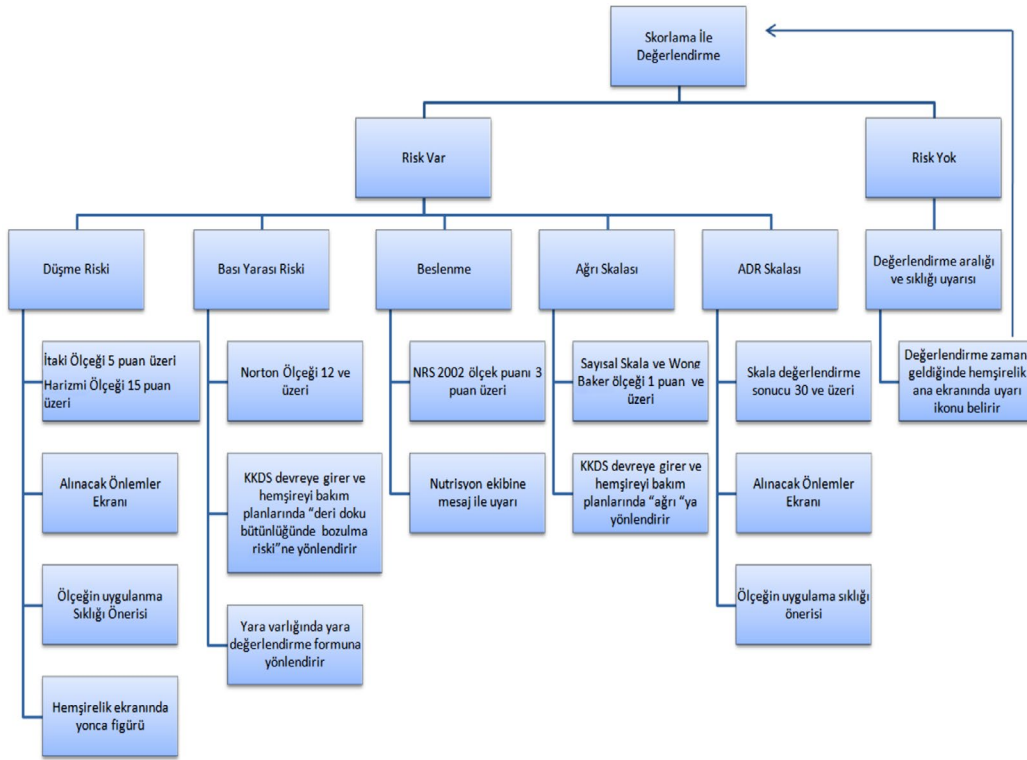 Skorlama İle
Değerlendirme
Risk Var
Risk Yok
Düşme Riski
Bası Yarası Riski
Beslenme
Ağrı Skalası
ADR Skalası
Değerlendirme aralığı
ve sıklığı uyarısı
İtaki Ölçeği 5 puan üzeri
Harizmi Ölçeği 15 puan
üzeri
Norton Ölçeği 12 ve
üzeri
NRS 2002 ölçek puanı 3
puan üzeri
Sayısal Skala ve Wong
Baker ölçeği 1 puan ve
üzeri
Skala değerlendirme
sonucu 30 ve üzeri
Değerlendirme zaman
geldiğinde hemşirelik
ana ekranında uyarı
ikonu belirir
Alınacak Önlemler
Ekranı
KKDS devreye girer ve
hemşireyi bakım
planlarında “deri doku
bütünlüğünde bozulma
riski”ne yönlendirir
Nutrisyon ekibine
mesaj ile uyarı
KKDS devreye girer ve
hemşireyi bakım
planlarında “ağrı “ya
yönlendirir
Alınacak Önlemler
Ekranı
Ölçeğin uygulanma
Sıklığı Önerisi
Yara varlığında yara
değerlendirme formuna
yönlendirir
Ölçeğin uygulama sıklığı
önerisi
Hemşirelik ekranında
yonca figürü